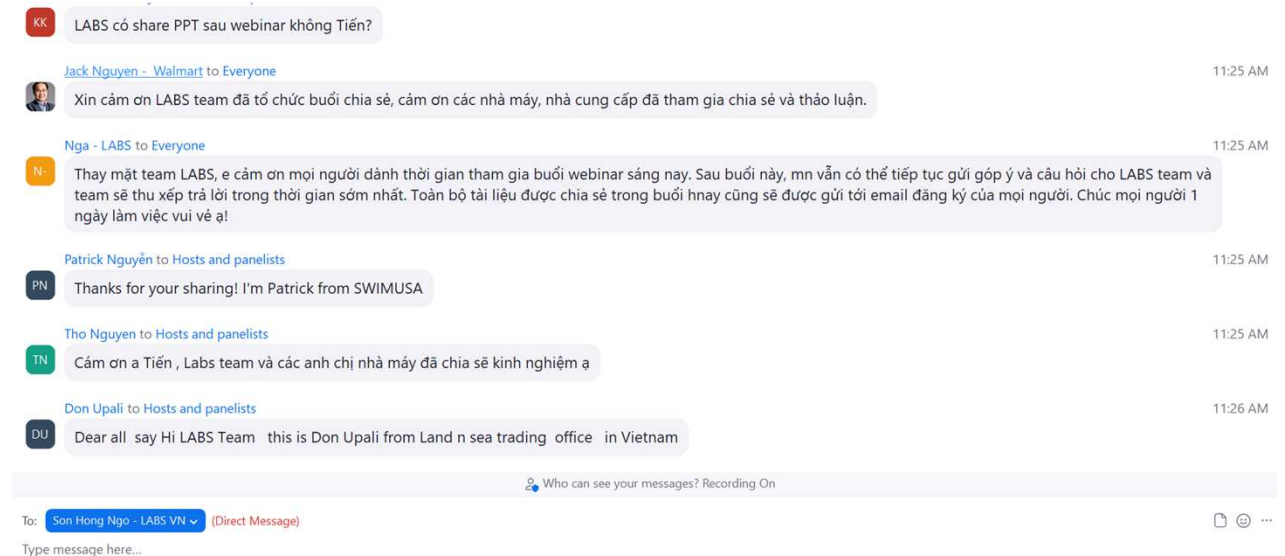 KK
LABS có share PPT sau webinar không Tiến?
Jack Nguyen - Walmart to Everyone
11:25 AM
Xin cảm ơn LABS team đã tổ chức buổi chia sẻ, cảm ơn các nhà máy, nhà cung cấp đã tham gia chia sẻ và thảo luận.
Nga - LABS to Everyone
11:25 AM
N-
Thay mặt team LABS, e cảm ơn mọi người dành thời gian tham gia buổi webinar sáng nay. Sau buổi này, mn vẫn có thể tiếp tục gửi góp ý và câu hỏi cho LABS team và
team sẽ thu xếp trả lời trong thời gian sớm nhất. Toàn bộ tài liệu được chia sẻ trong buổi hnay cũng sẽ được gửi tới email đăng ký của mọi người. Chúc mọi người 1
ngày làm việc vui vẻ ạ!
Patrick Nguyễn to Hosts and panelists
11:25 AM
PN
Thanks for your sharing! I'm Patrick from SWIMUSA
Tho Nguyen to Hosts and panelists
11:25 AM
TN
Cám ơn a Tiến , Labs team và các anh chị nhà máy đã chia sẽ kinh nghiệm ạ
Don Upali to Hosts and panelists
11:26 AM
DU
Dear all say Hi LABS Team this is Don Upali from Land n sea trading office in Vietnam
Who can see your messages? Recording On
To: Son Hong Ngo - LABS VN (Direct Message)
Type message here...